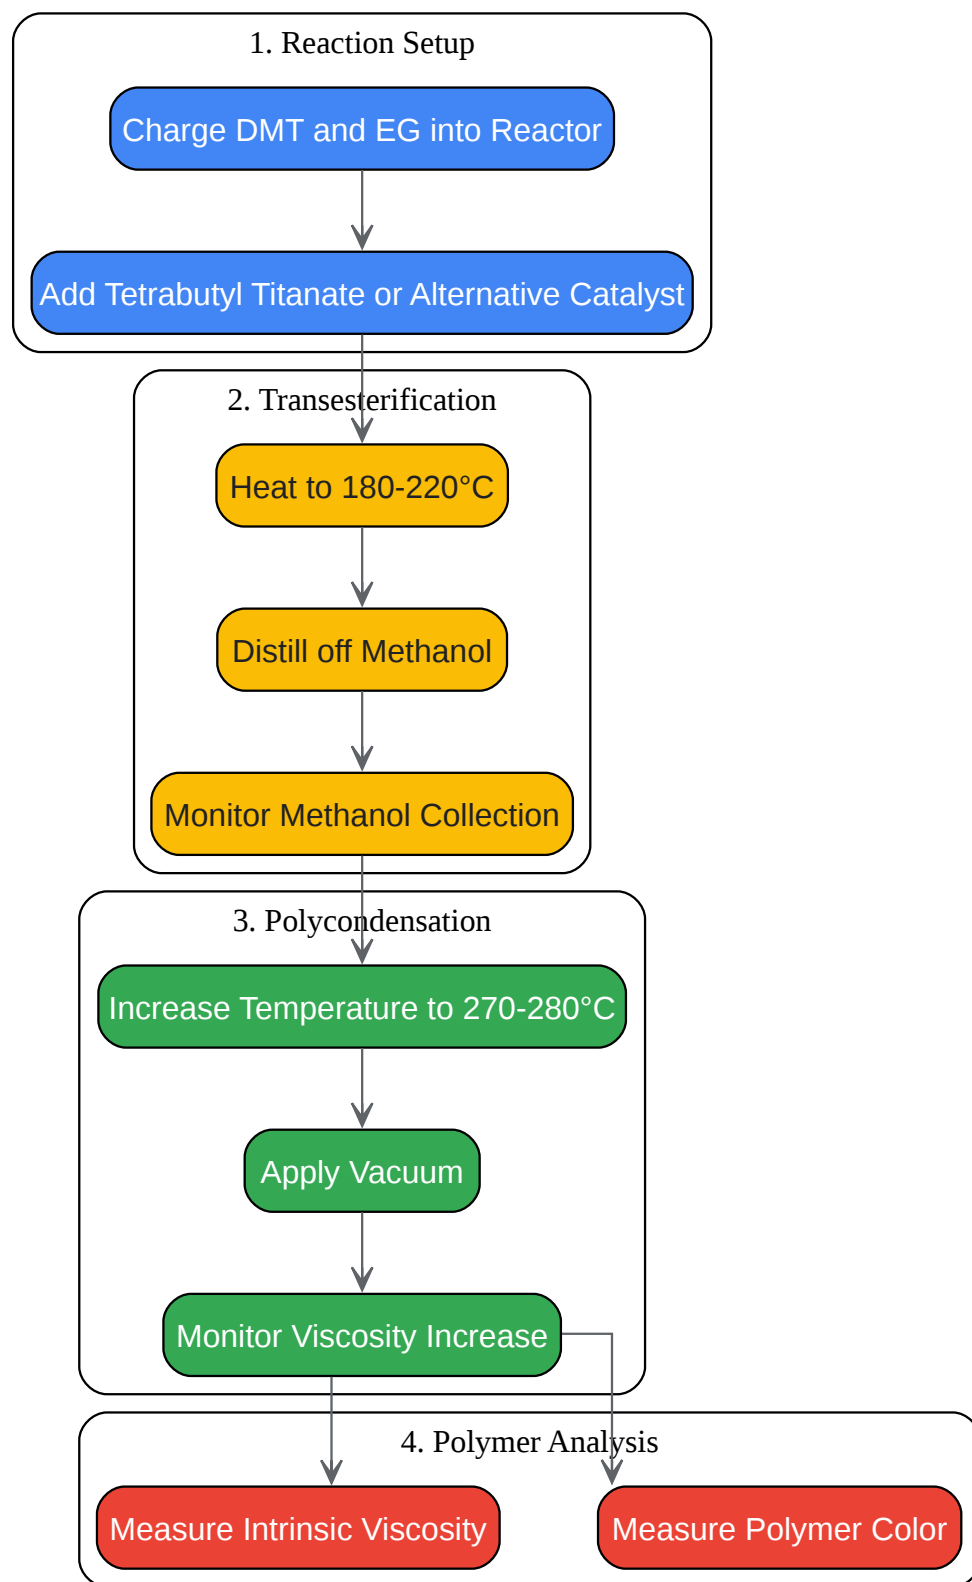 1. Reaction Setup
Charge DMT and EG into Reactor
Add Tetrabutyl Titanate or Alternative Catalyst
2. Transesterification
Heat to 180-220°C
Distill off Methanol
Monitor Methanol Collection
3. Polycondensation
Increase Temperature to 270-280°C
Apply Vacuum
Monitor Viscosity Increase
4. Polymer Analysis
Measure Intrinsic Viscosity
Measure Polymer Color